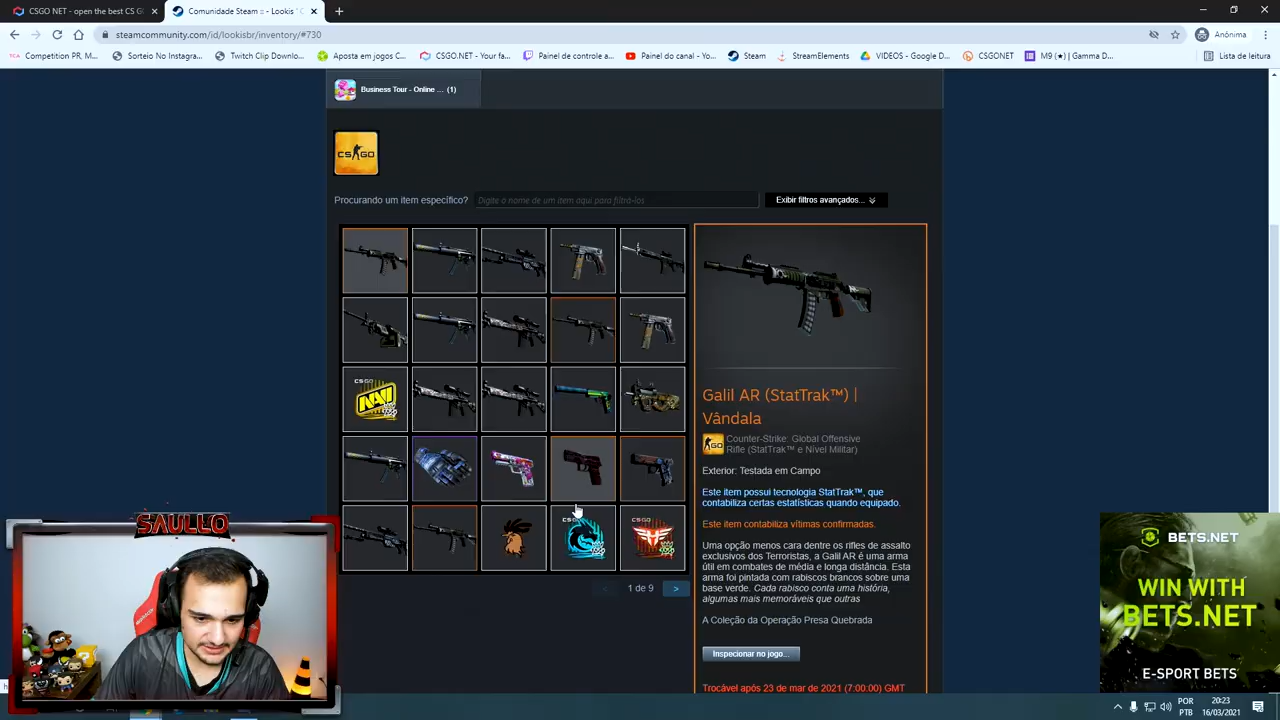 CSGO NET - open the best CS G
Comunidade Steam :: - Lookis ' C
steamcommunity.com/id/lookisbr/inventory/#730
Anônima
Competition PR, M...
Sorteio No Instagra...
Twitch Clip Downlo...
Aposta em jogos C...
CSGO.NET - Your fa...
Painel de controle a...
Painel do canal - Yo...
Steam
StreamElements
VIDEOS - Google D...
CSGONET
M9 (★) | Gamma D...
Lista de leitura
Business Tour - Online ... (1)
CS GO
Procurando um item específico?
Digite o nome de um item aqui para filtrá-los
Exibir filtros avançados...
Galil AR (StatTrak™) |
Vândala
Counter-Strike: Global Offensive
Rifle (StatTrak™ e Nível Militar)
Exterior: Testada em Campo
Este item possui tecnologia StatTrak™, que
contabiliza certas estatísticas quando equipado.
Este item contabiliza vítimas confirmadas.
Uma opção menos cara dentre os rifles de assalto
exclusivos dos Terroristas, a Galil AR é uma arma
útil em combates de média e longa distância. Esta
arma foi pintada com rabiscos brancos sobre uma
base verde. Cada rabisco conta uma história,
algumas mais memoráveis que outras
A Coleção da Operação Presa Quebrada
Inspecionar no jogo...
Trocável após 23 de mar de 2021 (7:00:00) GMT
CS:GO
NAVI
CS:GO
CS:GO
< 1 de 9 >
SAULLO
BETS.NET
WIN WITH
BETS.NET
E-SPORT BETS
POR
PTB
20:23
16/03/2021